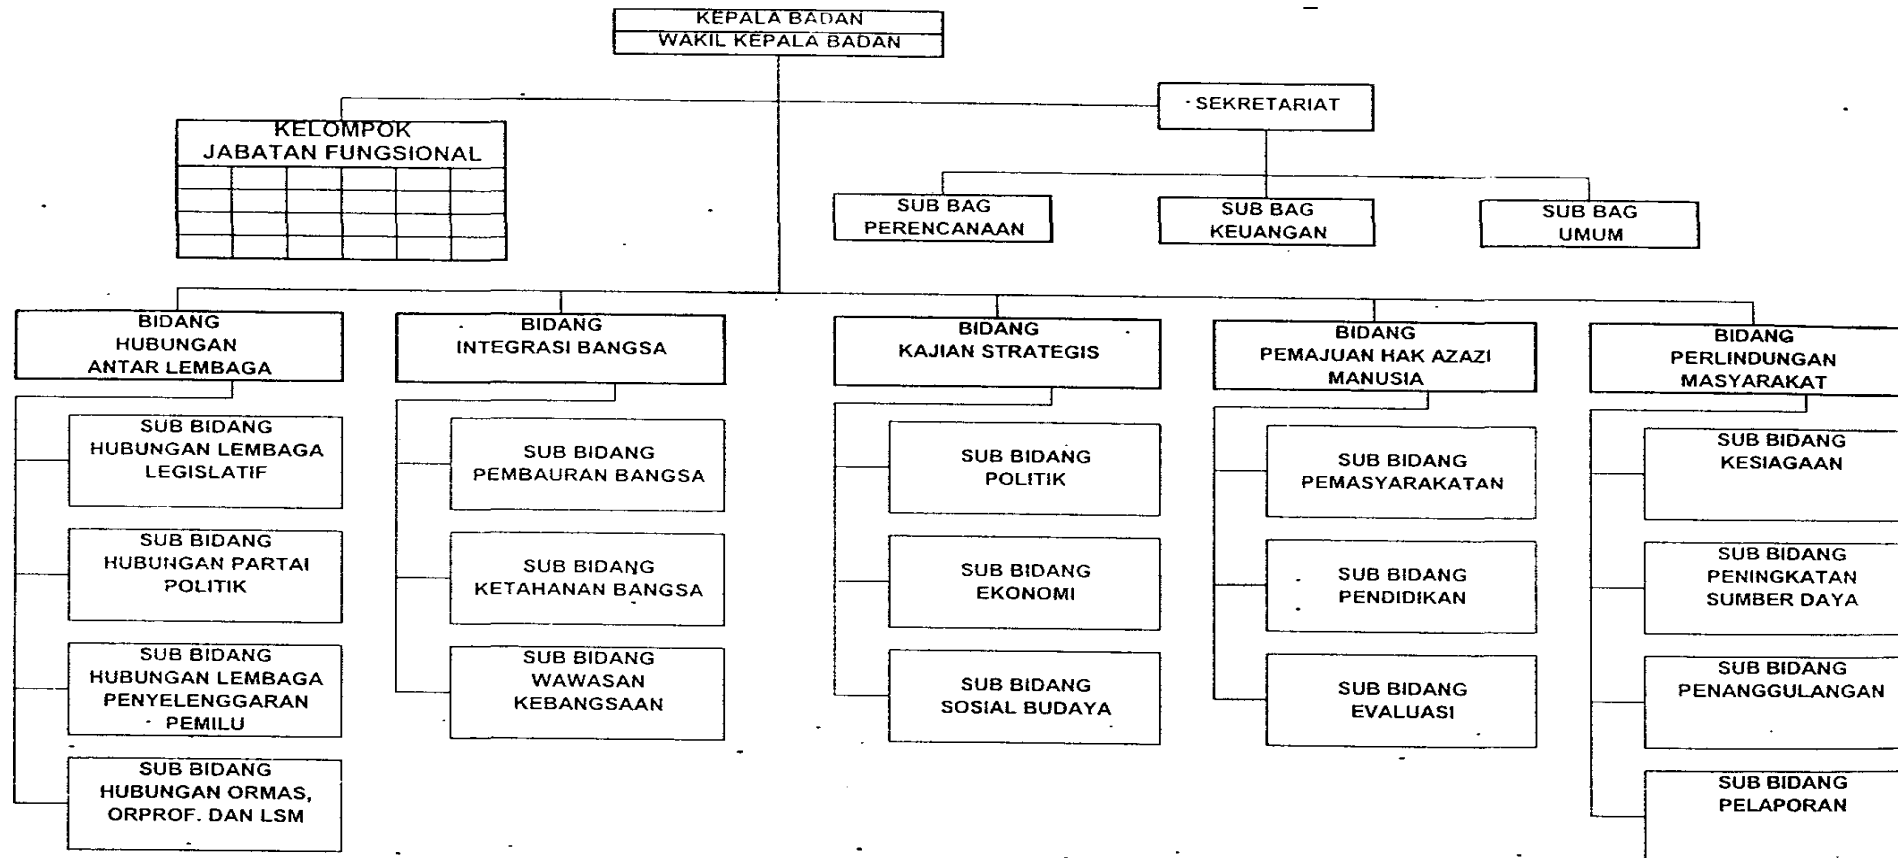 KEPALA BADAN
WAKIL KEPALA BADAN
SEKRETARIAT
KELOMPOK
JABATAN FUNGSIONAL
SUB BAG
PERENCANAAN
SUB BAG
KEUANGAN
SUB BAG
UMUM
BIDANG
HUBUNGAN
ANTAR LEMBAGA
BIDANG
INTEGRASI BANGSA
BIDANG
KAJIAN STRATEGIS
BIDANG
PEMAJUAN HAK AZAZI
MANUSIA
BIDANG
PERLINDUNGAN
MASYARAKAT
SUB BIDANG
HUBUNGAN LEMBAGA
LEGISLATIF
SUB BIDANG
HUBUNGAN PARTAI
POLITIK
SUB BIDANG
HUBUNGAN LEMBAGA
PENYELENGGARAN
PEMILU
SUB BIDANG
HUBUNGAN ORMAS,
ORPROF. DAN LSM
SUB BIDANG
PEMBAURAN BANGSA
SUB BIDANG
KETAHANAN BANGSA
SUB BIDANG
WAWASAN
KEBANGSAAN
SUB BIDANG
POLITIK
SUB BIDANG
EKONOMI
SUB BIDANG
SOSIAL BUDAYA
SUB BIDANG
PEMASYARAKATAN
SUB BIDANG
PENDIDIKAN
SUB BIDANG
EVALUASI
SUB BIDANG
KESIAGAAN
SUB BIDANG
PENINGKATAN
SUMBER DAYA
SUB BIDANG
PENANGGULANGAN
SUB BIDANG
PELAPORAN